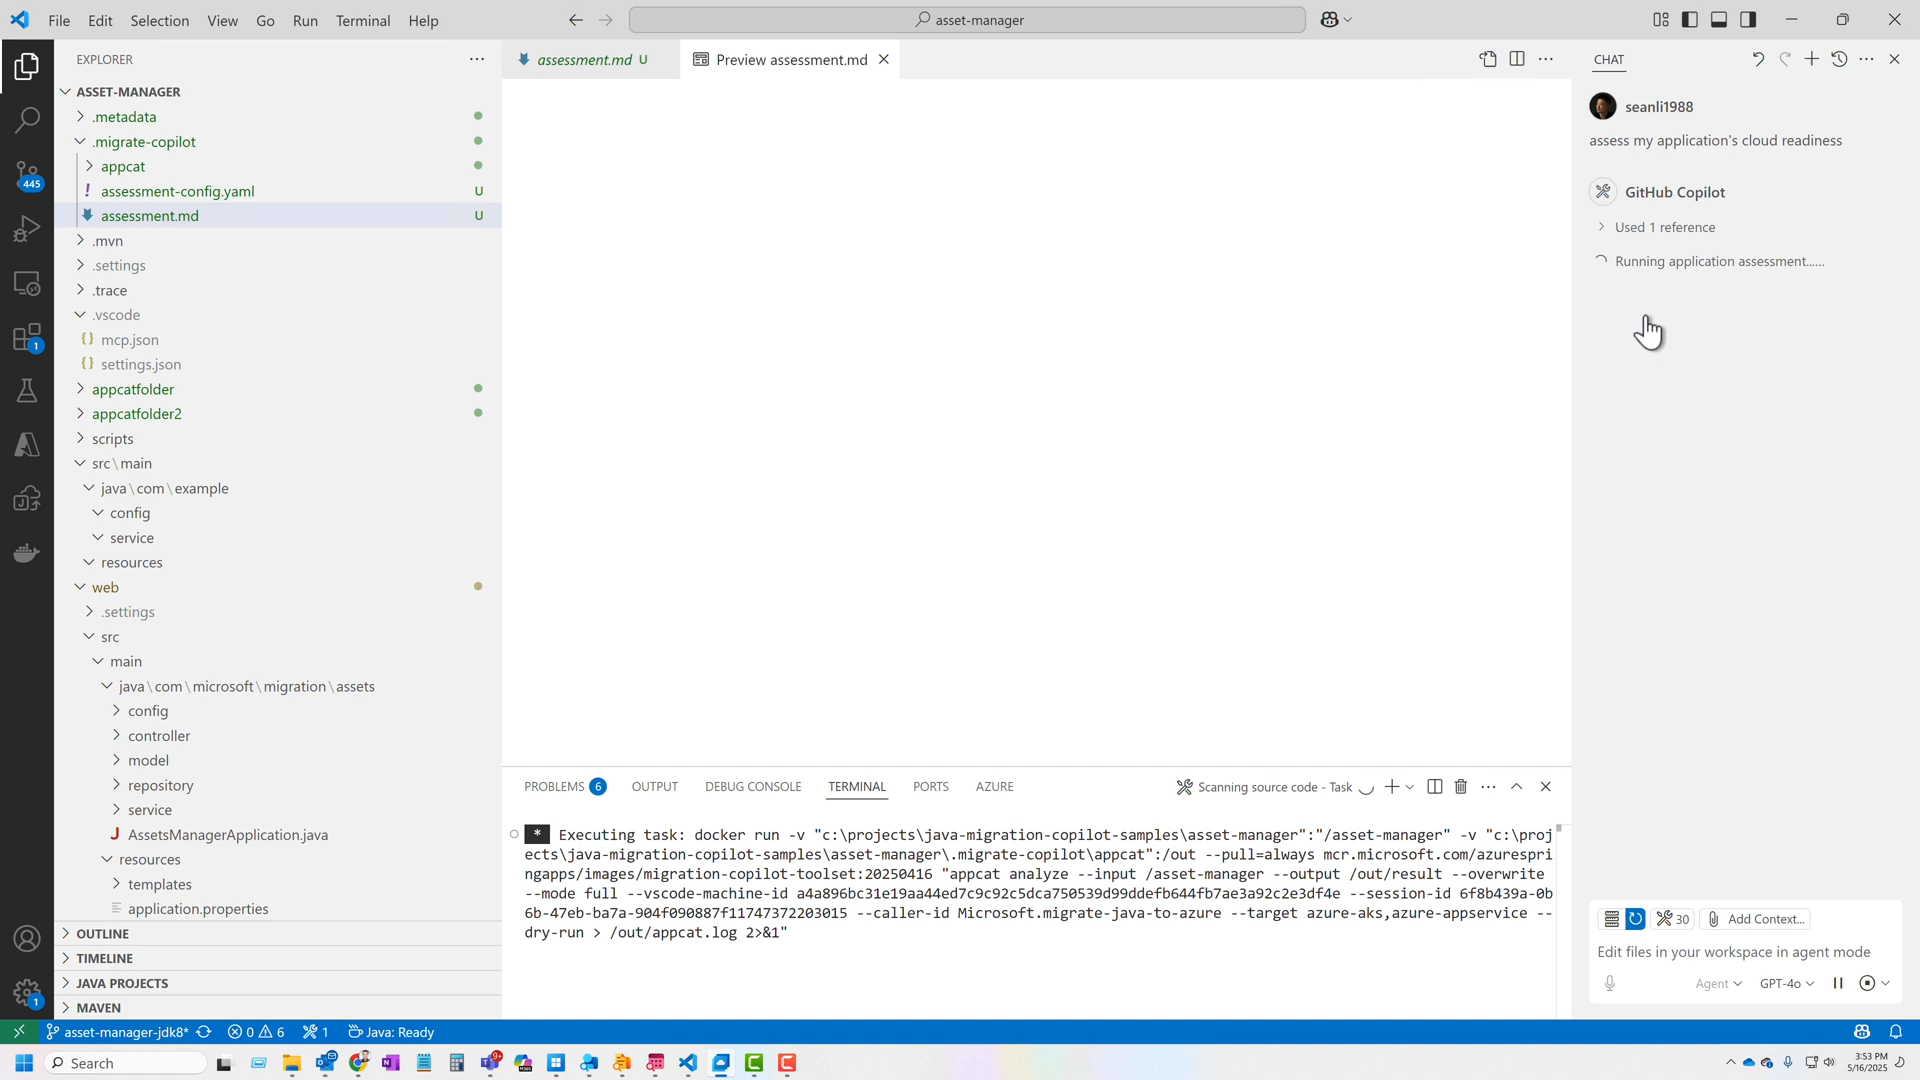 File Edit Selection View Go Run Terminal Help
asset-manager
EXPLORER
ASSET-MANAGER
.metadata
.migrate-copilot
appcat
assessment-config.yaml U
assessment.md U
.mvn
.settings
.trace
.vscode
mcp.json
settings.json
appcatfolder
appcatfolder2
scripts
src\main
java\com\example
config
service
resources
web
.settings
src
main
java\com\microsoft\migration\assets
config
controller
model
repository
service
AssetsManagerApplication.java
resources
templates
application.properties
OUTLINE
TIMELINE
JAVA PROJECTS
MAVEN
445
1
1
assessment.md U
Preview assessment.md
PROBLEMS 6 OUTPUT DEBUG CONSOLE TERMINAL PORTS AZURE
Scanning source code - Task
* Executing task: docker run -v "c:\projects\java-migration-copilot-samples\asset-manager":"/asset-manager" -v "c:\proj
ects\java-migration-copilot-samples\asset-manager\.migrate-copilot\appcat":/out --pull=always mcr.microsoft.com/azurespri
ngapps/images/migration-copilot-toolset:20250416 "appcat analyze --input /asset-manager --output /out/result --overwrite
--mode full --vscode-machine-id a4a896bc31e19aa44ed7c9c92c5dca750539d99ddefb644fb7ae3a92c2e3df4e --session-id 6f8b439a-0b
6b-47eb-ba7a-904f090887f11747372203015 --caller-id Microsoft.migrate-java-to-azure --target azure-aks,azure-appservice --
dry-run > /out/appcat.log 2>&1"
CHAT
seanli1988
assess my application's cloud readiness
GitHub Copilot
Used 1 reference
Running application assessment......
30 Add Context...
Edit files in your workspace in agent mode
Agent GPT-4o
asset-manager-jdk8* 0 6 1 Java: Ready
Search
9+
3:53 PM
5/16/2025